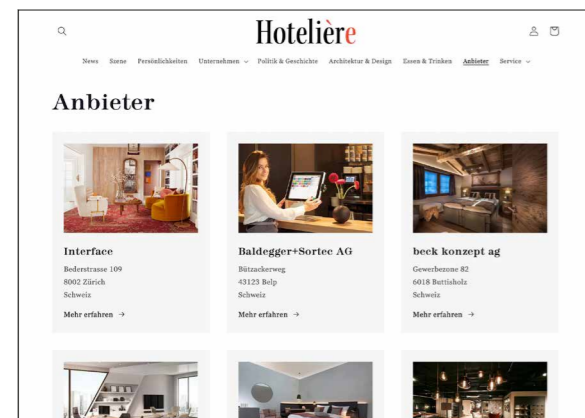 Hotelière
News Szene Persönlichkeiten Unternehmen Politik & Geschichte Architektur & Design Essen & Trinken Anbieter Service
Anbieter
Interface
Bederstrasse 109
8002 Zürich
Schweiz
Mehr erfahren →
Baldegger+Sortec AG
Bützackerweg
43123 Belp
Schweiz
Mehr erfahren →
beck konzept ag
Gewerbezone 82
6018 Buttisholz
Schweiz
Mehr erfahren →